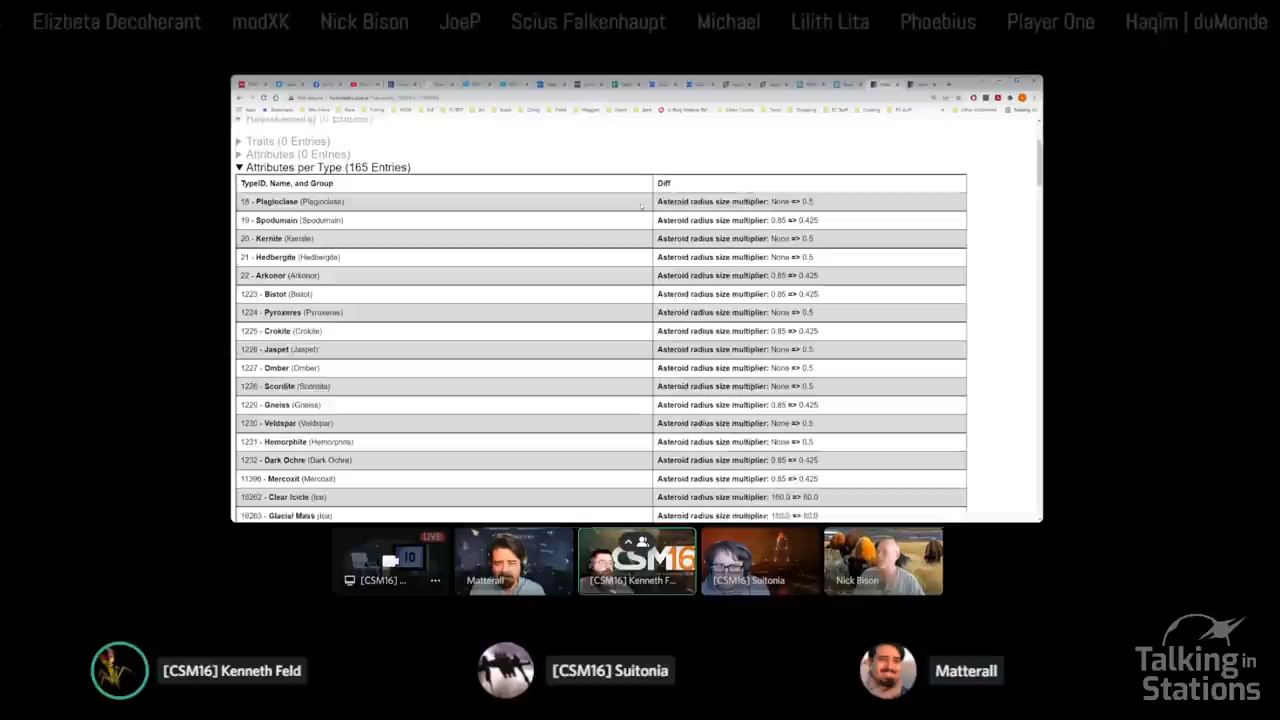 Elizbeta Decoherant modXK Nick Bison JoeP Scius Falkenhaupt Michael Lilith Lita Phoebius Player One Haqim | duMonde
Traits (0 Entries)
Attributes (0 Entries)
Attributes per Type (165 Entries)
TypeID, Name, and Group Diff
18 - Plagioclase (Plagioclase) Asteroid radius size multiplier: None => 0.5
19 - Spodumain (Spodumain) Asteroid radius size multiplier: 0.85 => 0.425
20 - Kernite (Kernite) Asteroid radius size multiplier: None => 0.5
21 - Hedbergite (Hedbergite) Asteroid radius size multiplier: None => 0.5
22 - Arkonor (Arkonor) Asteroid radius size multiplier: 0.85 => 0.425
1223 - Bistot (Bistot) Asteroid radius size multiplier: 0.85 => 0.425
1224 - Pyroxeres (Pyroxeres) Asteroid radius size multiplier: None => 0.5
1225 - Crokite (Crokite) Asteroid radius size multiplier: 0.85 => 0.425
1226 - Jaspet (Jaspet) Asteroid radius size multiplier: None => 0.5
1227 - Omber (Omber) Asteroid radius size multiplier: None => 0.5
1228 - Scordite (Scordite) Asteroid radius size multiplier: None => 0.5
1229 - Gneiss (Gneiss) Asteroid radius size multiplier: 0.85 => 0.425
1230 - Veldspar (Veldspar) Asteroid radius size multiplier: None => 0.5
1231 - Hemorphite (Hemorphite) Asteroid radius size multiplier: None => 0.5
1232 - Dark Ochre (Dark Ochre) Asteroid radius size multiplier: 0.85 => 0.425
11396 - Mercoxit (Mercoxit) Asteroid radius size multiplier: 0.85 => 0.425
16262 - Clear Icicle (Ice) Asteroid radius size multiplier: 160.0 => 80.0
16263 - Glacial Mass (Ice) Asteroid radius size multiplier: 160.0 => 80.0
LIVE
10
CSM16
[CSM16] ... Matterall [CSM16] Kenneth F... [CSM16] Suitonia Nick Bison
[CSM16] Kenneth Feld [CSM16] Suitonia Matterall
Talking in
Stations